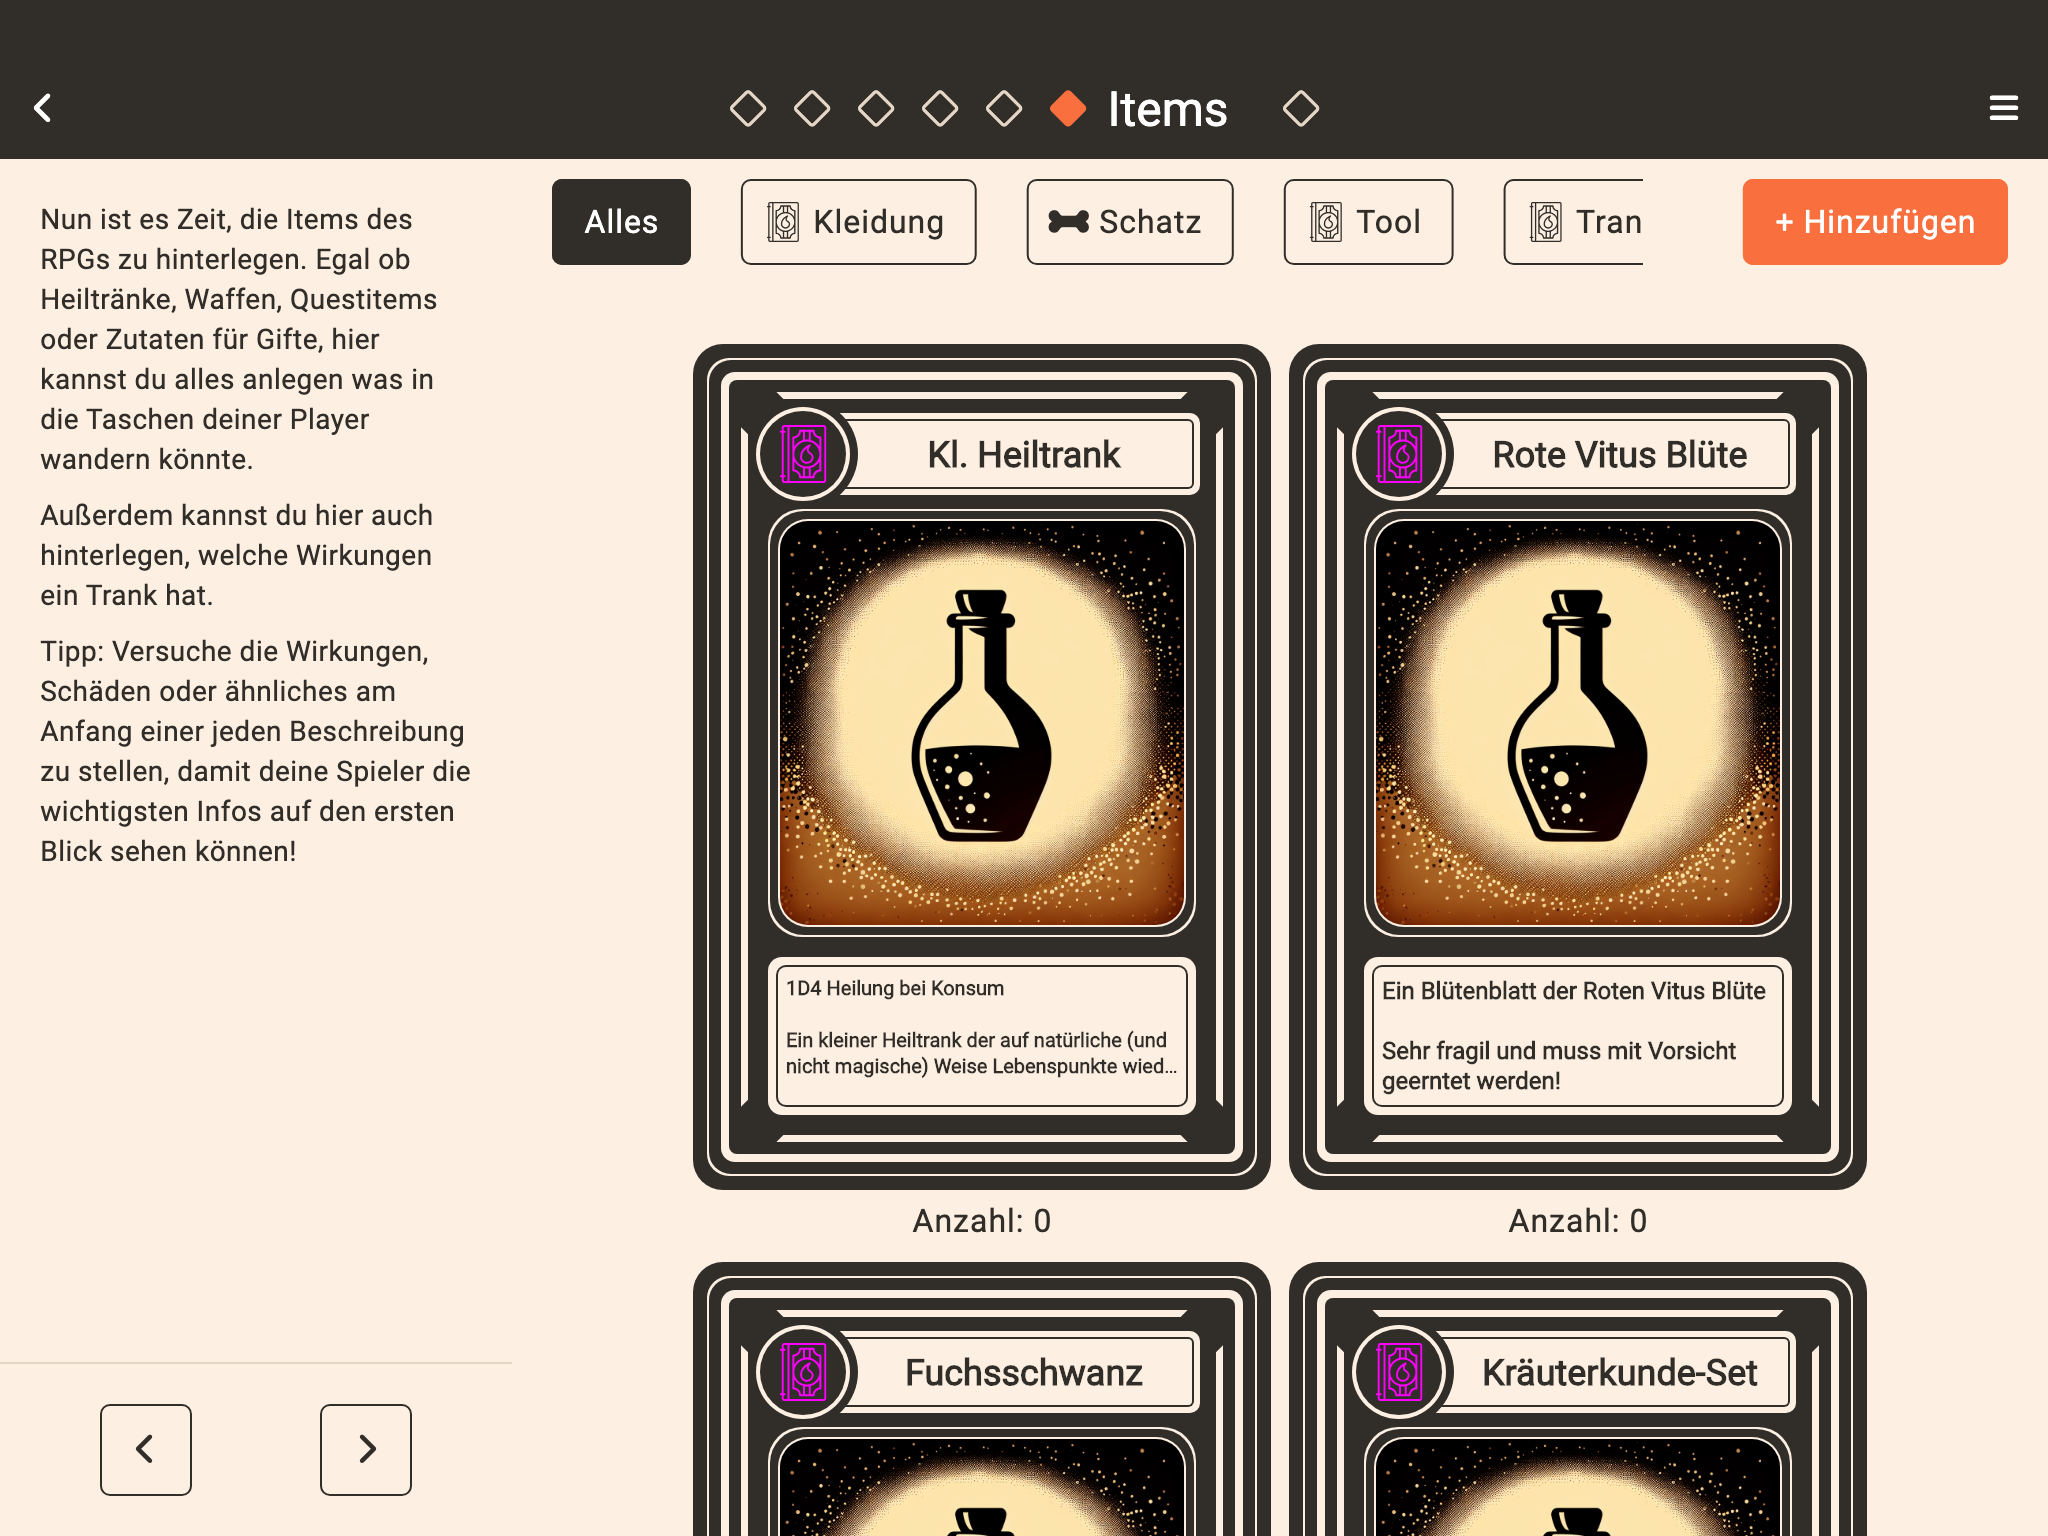 Items
Nun ist es Zeit, die Items des
RPGs zu hinterlegen. Egal ob
Heiltränke, Waffen, Questitems
oder Zutaten für Gifte, hier
kannst du alles anlegen was in
die Taschen deiner Player
wandern könnte.
Außerdem kannst du hier auch
hinterlegen, welche Wirkungen
ein Trank hat.
Tipp: Versuche die Wirkungen,
Schäden oder ähnliches am
Anfang einer jeden Beschreibung
zu stellen, damit deine Spieler die
wichtigsten Infos auf den ersten
Blick sehen können!
Alles
Kleidung
Schatz
Tool
Tran
+ Hinzufügen
Kl. Heiltrank
1D4 Heilung bei Konsum
Ein kleiner Heiltrank der auf natürliche (und
nicht magische) Weise Lebenspunkte wied...
Anzahl: 0
Rote Vitus Blüte
Ein Blütenblatt der Roten Vitus Blüte
Sehr fragil und muss mit Vorsicht
geerntet werden!
Anzahl: 0
Fuchsschwanz
Kräuterkunde-Set